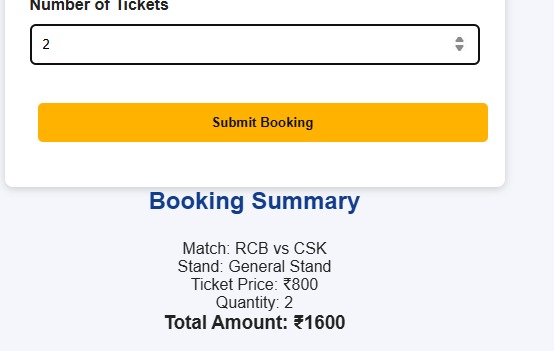 Number of Tickets
2
Submit Booking
Booking Summary
Match: RCB vs CSK
Stand: General Stand
Ticket Price: ₹800
Quantity: 2
Total Amount: ₹1600